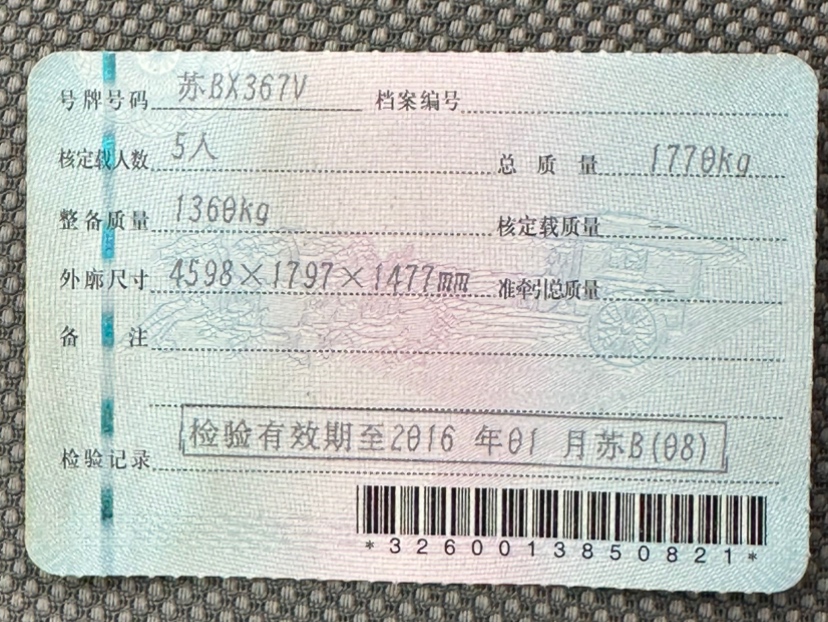 号牌号码 苏BX367V 档案编号
核定载人数 5人 总质量 1770kg
整备质量 1360kg 核定载质量 --
外廓尺寸 4598×1797×1477mm 准牵引总质量 --
备注
检验记录 检验有效期至2016 年01 月苏B(08)
*3260013850821*